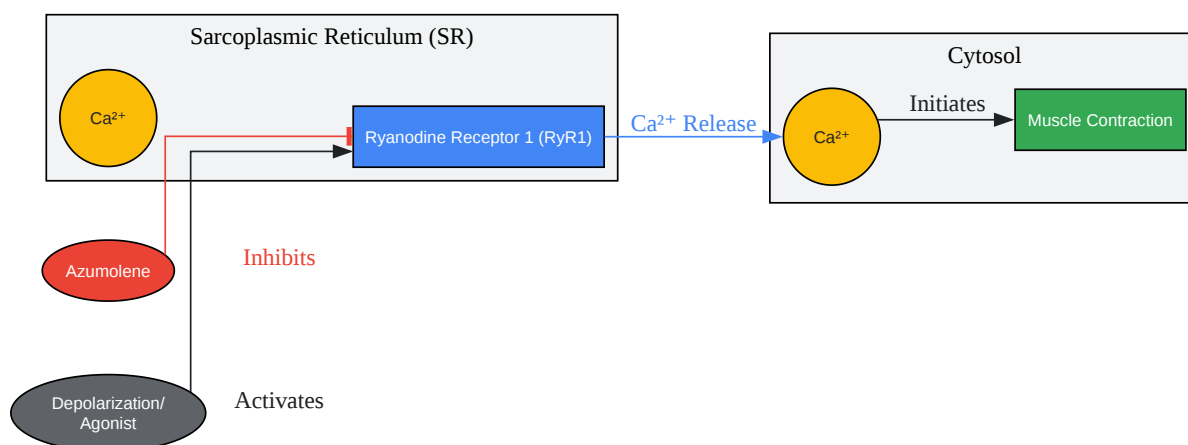 Sarcoplasmic Reticulum (SR)
Cytosol
Ca²⁺
Ryanodine Receptor 1 (RyR1)
Ca²⁺ Release
Ca²⁺
Initiates
Muscle Contraction
Azumolene
Inhibits
Depolarization/
Agonist
Activates